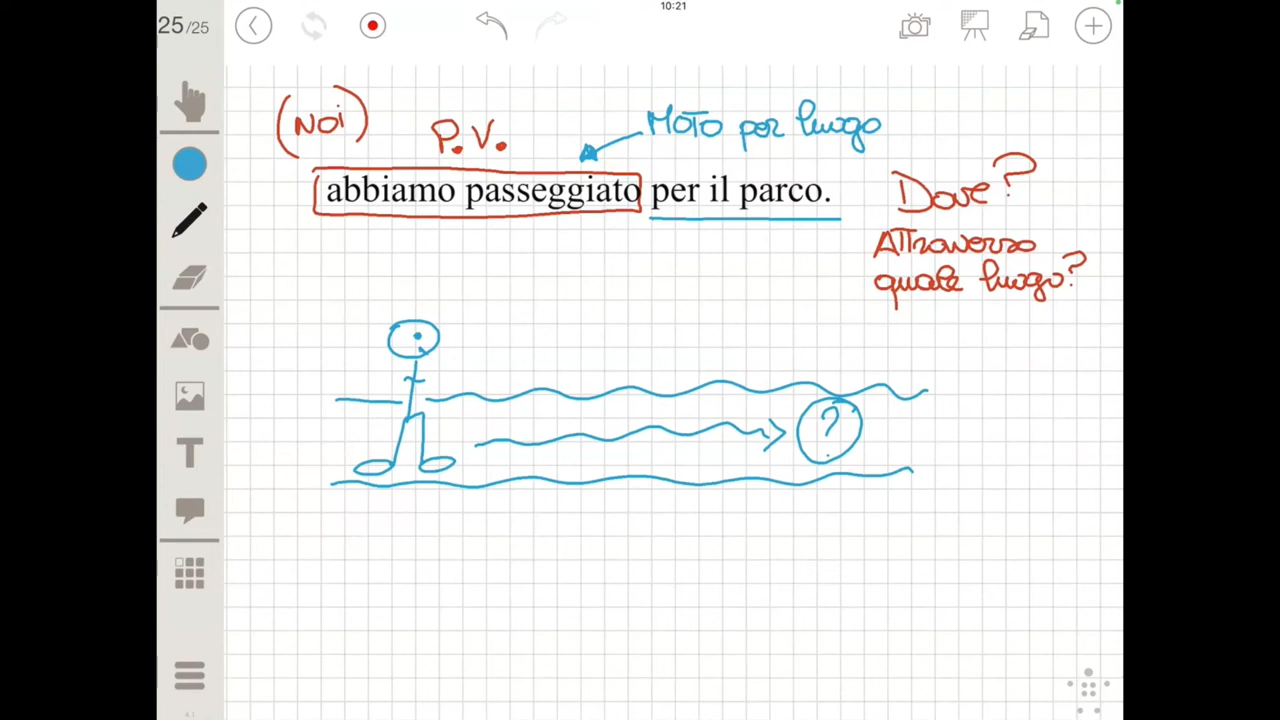 10:21
25/25
(Noi)
P.V.
Moto per luogo
abbiamo passeggiato per il parco.
Dove?
Attraverso
quale luogo?
?
T